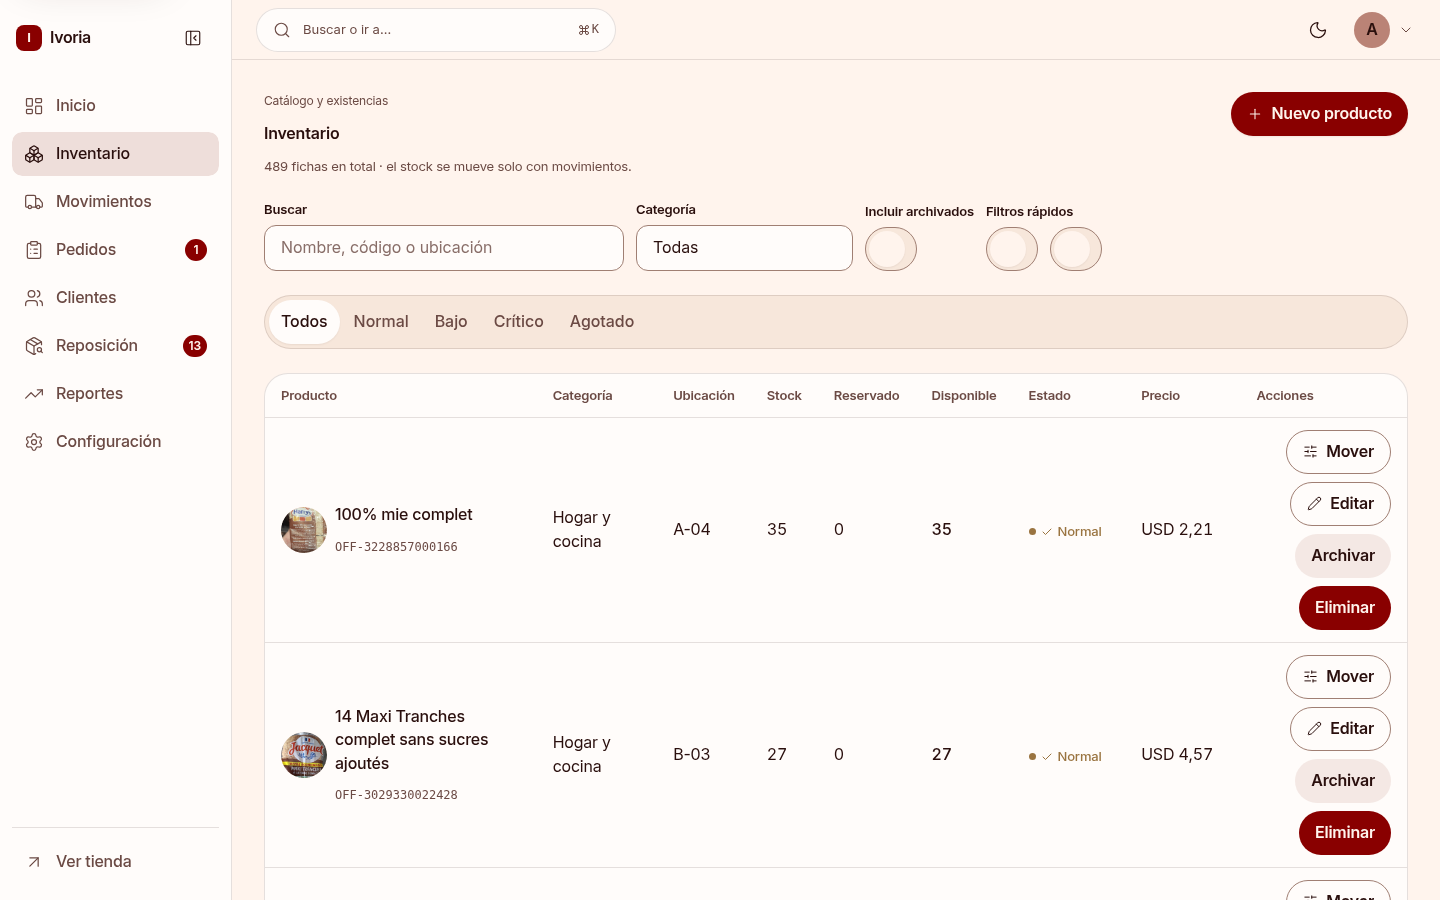 I Ivoria
Inicio
Inventario
Movimientos
Pedidos 1
Clientes
Reposición 13
Reportes
Configuración
Ver tienda
Buscar o ir a... ⌘K
A
Catálogo y existencias
Inventario
489 fichas en total · el stock se mueve solo con movimientos.
+ Nuevo producto
Buscar
Nombre, código o ubicación
Categoría
Todas
Incluir archivados
Filtros rápidos
Todos Normal Bajo Crítico Agotado
Producto Categoría Ubicación Stock Reservado Disponible Estado Precio Acciones
100% mie complet
OFF-3228857000166
Hogar y
cocina
A-04 35 0 35 Normal USD 2,21
Mover
Editar
Archivar
Eliminar
Jacquet
14 Maxi Tranches
complet sans sucres
ajoutés
OFF-3029330022428
Hogar y
cocina
B-03 27 0 27 Normal USD 4,57
Mover
Editar
Archivar
Eliminar
Mover